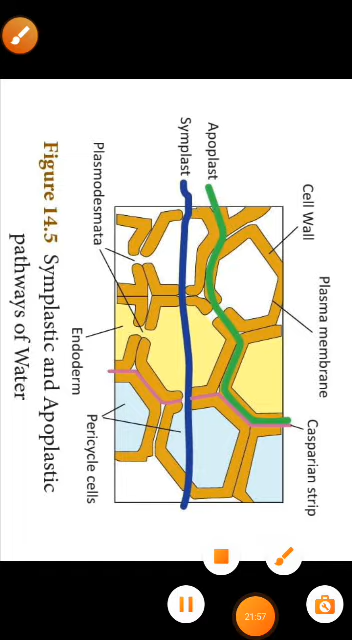 Cell Wall
Plasma membrane
Casparian strip
Apoplast
Symplast
Plasmodesmata
Endoderm
Pericycle cells
Figure 14.5 Symplastic and Apoplastic
pathways of Water
21:57